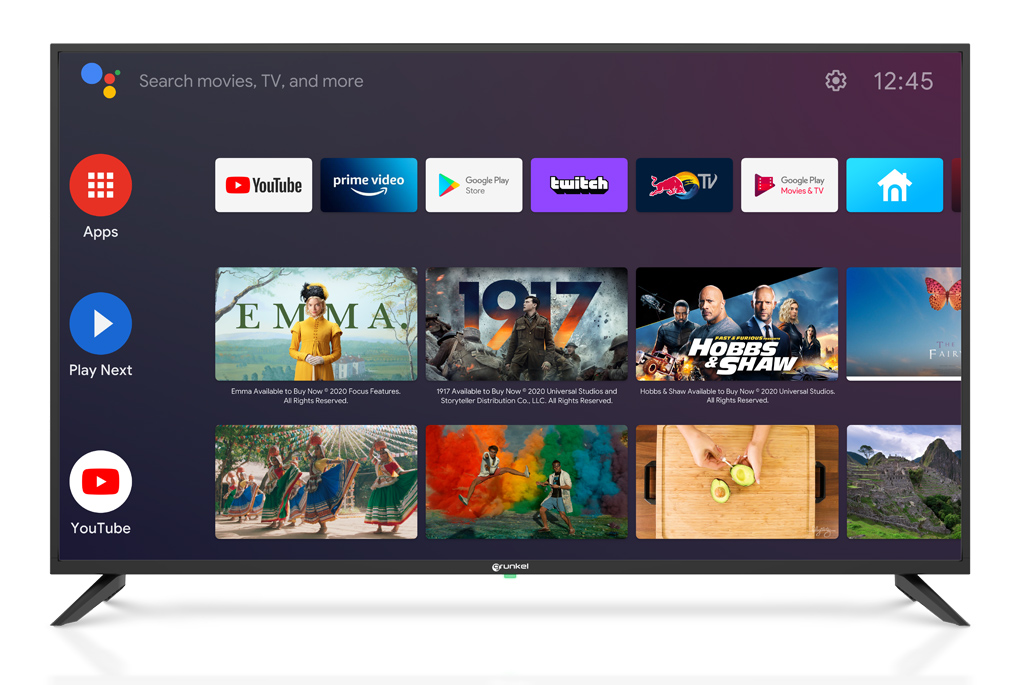 Search movies, TV, and more
12:45
Apps
YouTube
prime video
Google Play
Store
twitch
TV
Google Play
Movies & TV
Play Next
EMMA.
1917
FAST & FURIOUS
HOBBS
& SHAW
THE
FAIR
Emma Available to Buy Now © 2020 Focus Features.
All Rights Reserved.
1917 Available to Buy Now © 2020 Universal Studios and
Storyteller Distribution Co., LLC. All Rights Reserved.
Hobbs & Shaw Available to Buy Now © 2020 Universal Studios.
All Rights Reserved.
YouTube
Grunkel